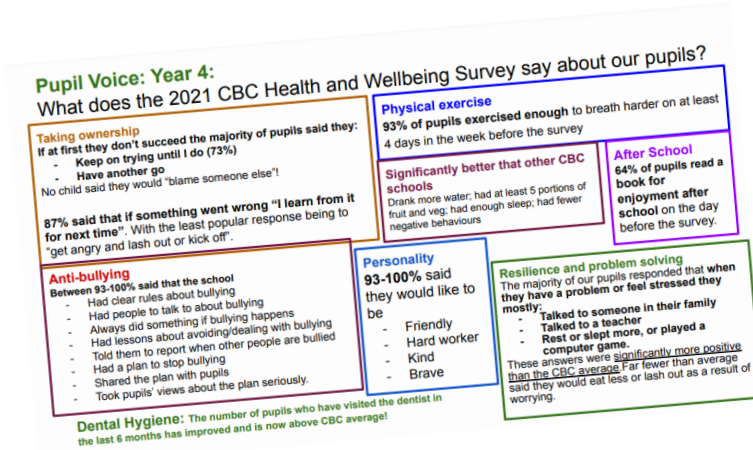 Pupil Voice: Year 4:
What does the 2021 CBC Health and Wellbeing Survey say about our pupils?
Taking ownership
If at first they don't succeed the majority of pupils said they:
- Keep on trying until I do (73%)
- Have another go
No child said they would "blame someone else"!
87% said that if something went wrong "I learn from it
for next time". With the least popular response being to
"get angry and lash out or kick off".
Physical exercise
93% of pupils exercised enough to breath harder on at least
4 days in the week before the survey
Significantly better that other CBC
schools
Drank more water; had at least 5 portions of
fruit and veg; had enough sleep; had fewer
negative behaviours
After School
64% of pupils read a
book for
enjoyment after
school on the day
before the survey.
Anti-bullying
Between 93-100% said that the school
- Had clear rules about bullying
- Had people to talk to about bullying
- Always did something if bullying happens
- Had lessons about avoiding/dealing with bullying
- Told them to report when other people are bullied
- Had a plan to stop bullying
- Shared the plan with pupils
- Took pupils' views about the plan seriously.
Personality
93-100% said
they would like to
be
- Friendly
- Hard worker
- Kind
- Brave
Resilience and problem solving
The majority of our pupils responded that when
they have a problem or feel stressed they
mostly:
- Talked to someone in their family
- Talked to a teacher
- Rest or slept more, or played a
computer game.
These answers were significantly more positive
than the CBC average.Far fewer than average
said they would eat less or lash out as a result of
worrying.
Dental Hygiene: The number of pupils who have visited the dentist in
the last 6 months has improved and is now above CBC average!